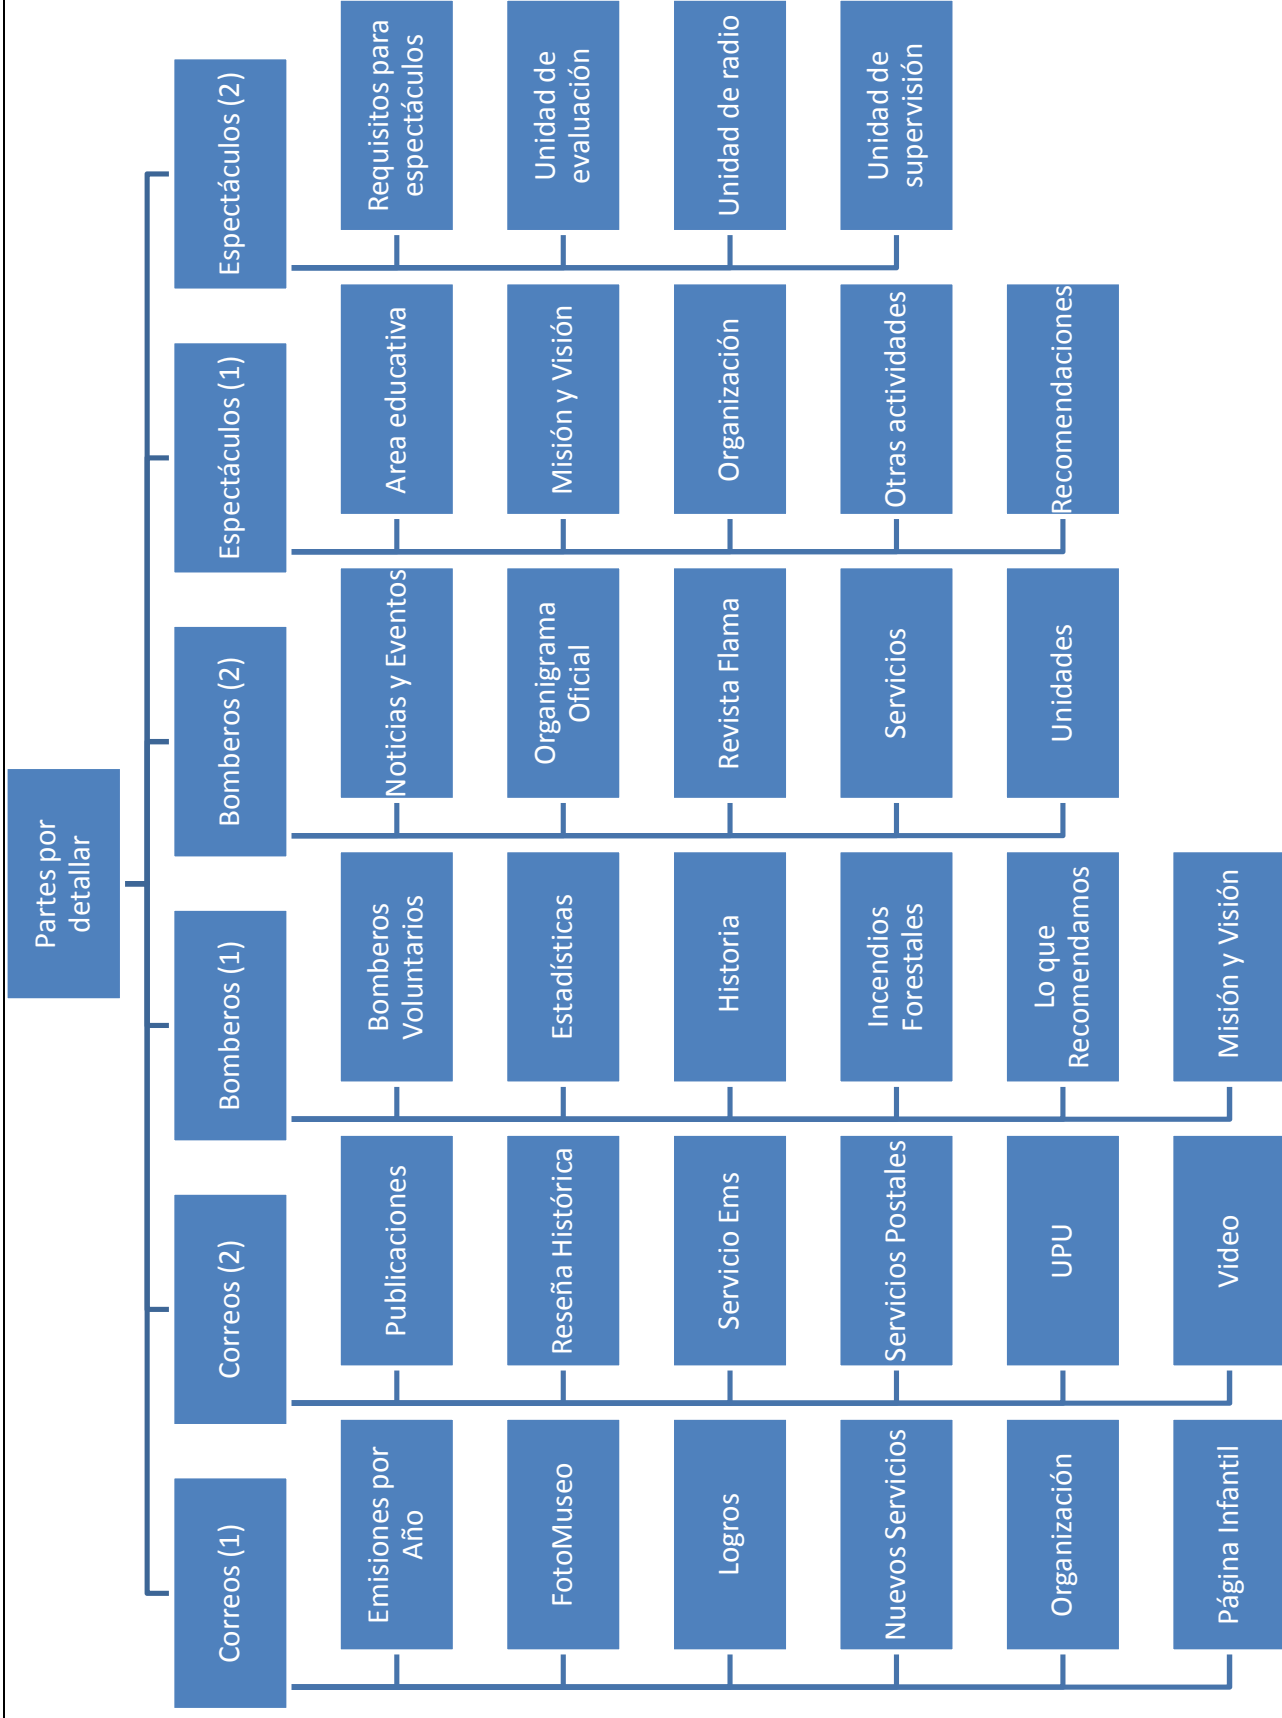 Partes por
detallar
Correos (1)
Emisiones por
Año
FotoMuseo
Logros
Nuevos Servicios
Organización
Página Infantil
Correos (2)
Publicaciones
Reseña Histórica
Servicio Ems
Servicios Postales
UPU
Video
Bomberos (1)
Bomberos
Voluntarios
Estadísticas
Historia
Incendios
Forestales
Lo que
Recomendamos
Misión y Visión
Bomberos (2)
Noticias y Eventos
Organigrama
Oficial
Revista Flama
Servicios
Unidades
Espectáculos (1)
Area educativa
Misión y Visión
Organización
Otras actividades
Recomendaciones
Espectáculos (2)
Requisitos para
espectáculos
Unidad de
evaluación
Unidad de radio
Unidad de
supervisión